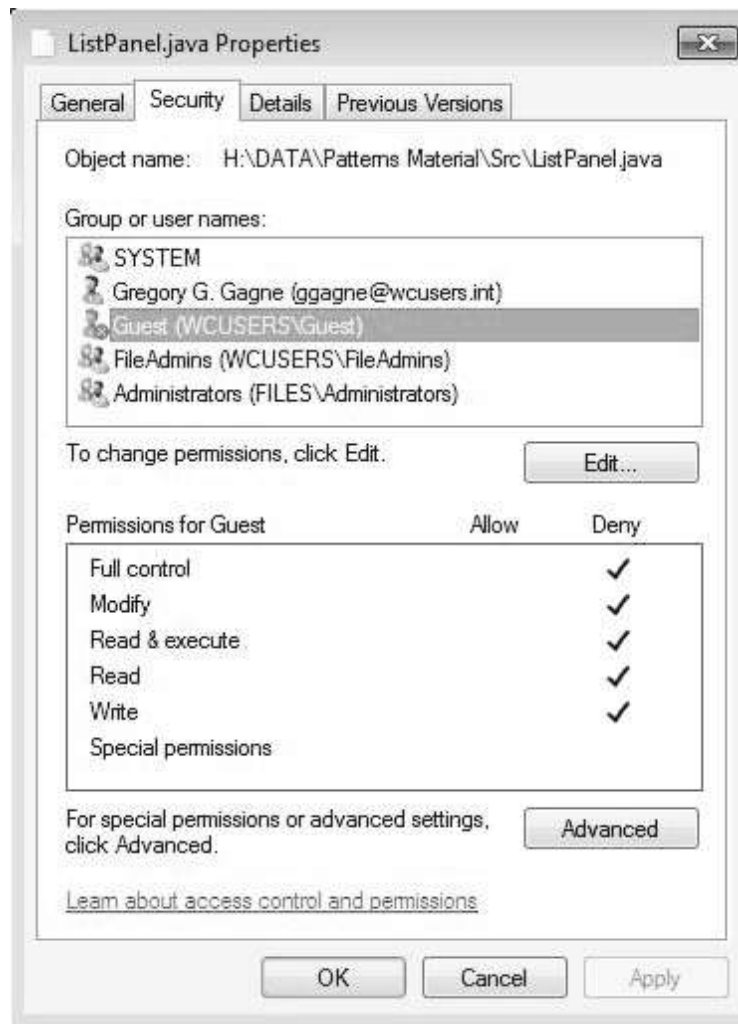 ListPanel.java Properties
General Security Details Previous Versions
Object name: H:\DATA\Patterns Material\Src\ListPanel.java
Group or user names:
SYSTEM
Gregory G. Gagne (ggagne@wcusers.int)
Guest (WCUSERS\Guest)
FileAdmins (WCUSERS\FileAdmins)
Administrators (FILES\Administrators)
To change permissions, click Edit.
Edit...
Permissions for Guest Allow Deny
Full control
Modify
Read & execute
Read
Write
Special permissions
For special permissions or advanced settings,
click Advanced.
Advanced
Learn about access control and permissions
OK Cancel Apply